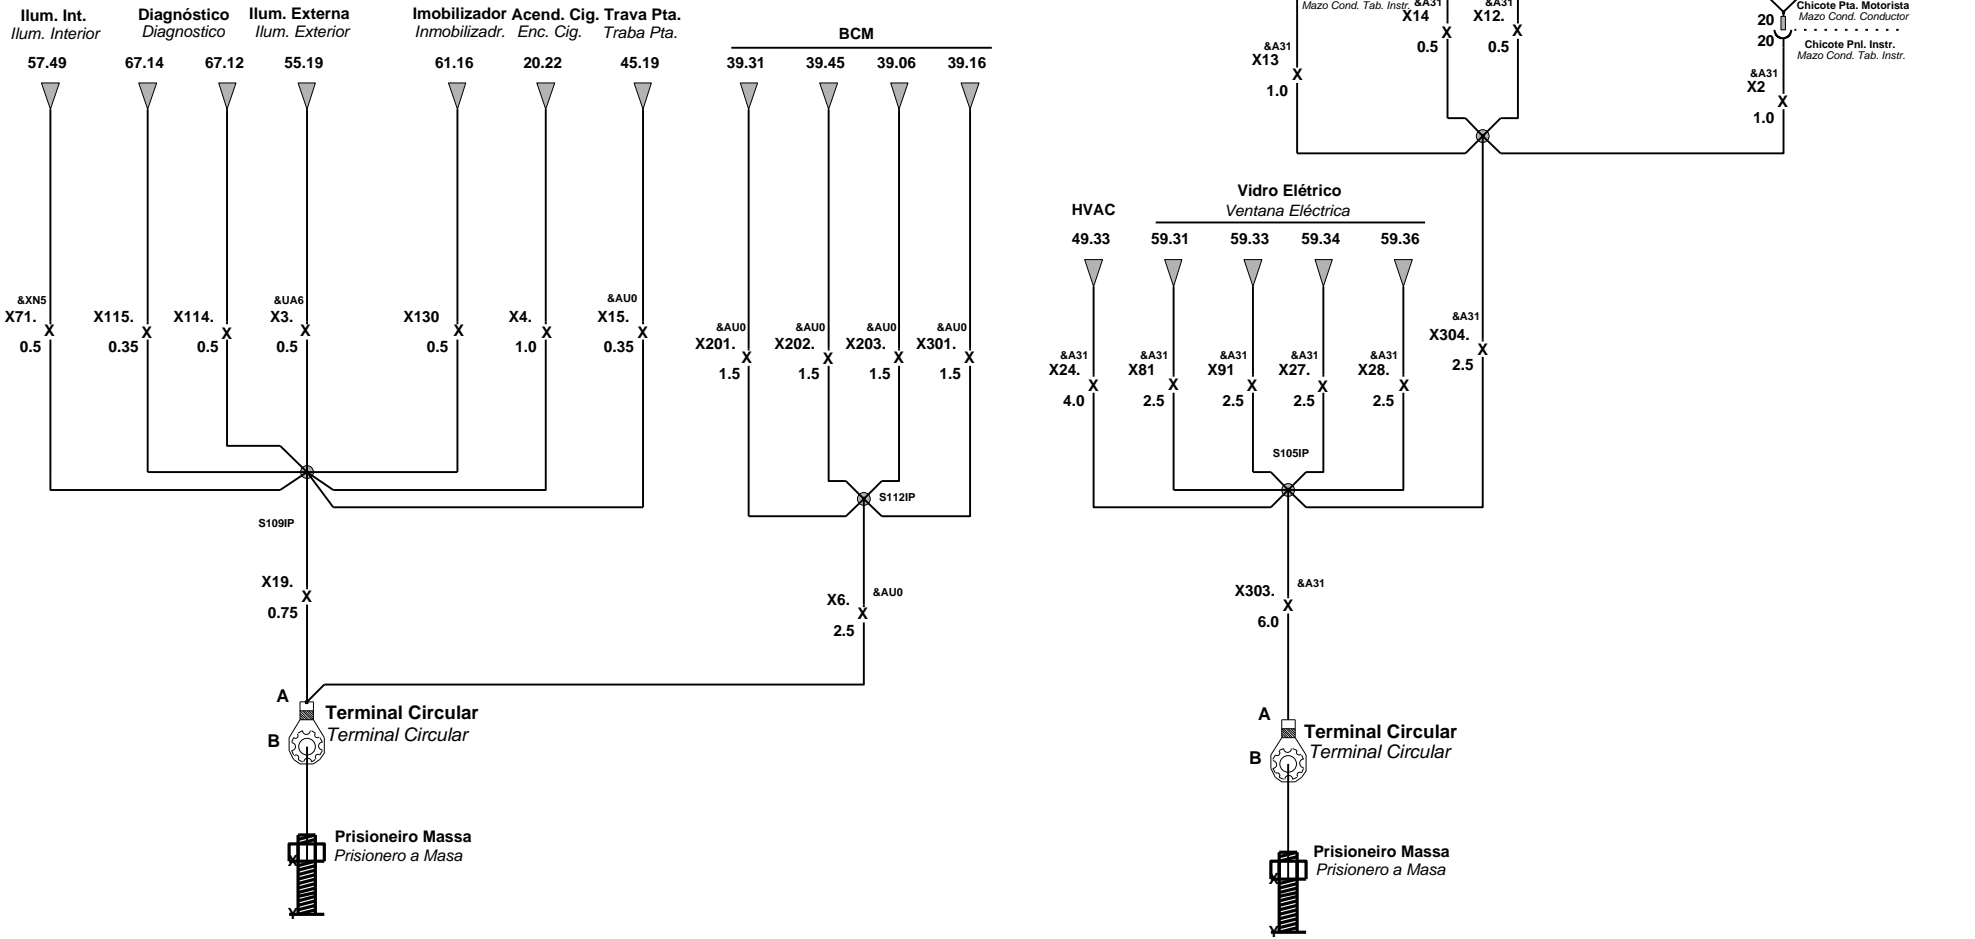 Ilum. Int.
Ilum. Interior
57.49
Diagnóstico
Diagnostico
67.14
67.12
Ilum. Externa
Ilum. Exterior
55.19
Imobilizador
Inmobilizadr.
61.16
Acend. Cig.
Enc. Cig.
20.22
Trava Pta.
Traba Pta.
45.19
BCM
39.31
39.45
39.06
39.16
&XN5
X71.
X
0.5
X115.
X
0.35
X114.
X
0.5
&UA6
X3.
X
0.5
X130
X
0.5
X4.
X
1.0
&AU0
X15.
X
0.35
&AU0
X201.
X
1.5
&AU0
X202.
X
1.5
&AU0
X203.
X
1.5
&AU0
X301.
X
1.5
S109IP
S112IP
X19.
X
0.75
X6.
&AU0
X
2.5
A
B
Terminal Circular
Terminal Circular
Prisioneiro Massa
Prisionero a Masa
X
Y
Mazo Cond. Tab. Instr.
&A31
X13
X
1.0
&A31
X14
X
0.5
&A31
X12.
X
0.5
20
20
Chicote Pta. Motorista
Mazo Cond. Conductor
Chicote Pnl. Instr.
Mazo Cond. Tab. Instr.
&A31
X2
X
1.0
HVAC
49.33
Vidro Elétrico
Ventana Eléctrica
59.31
59.33
59.34
59.36
&A31
X304.
X
2.5
&A31
X24.
X
4.0
&A31
X81
X
2.5
&A31
X91
X
2.5
&A31
X27.
X
2.5
&A31
X28.
X
2.5
S105IP
X303.
&A31
X
6.0
A
B
Terminal Circular
Terminal Circular
Prisioneiro Massa
Prisionero a Masa
X
Y